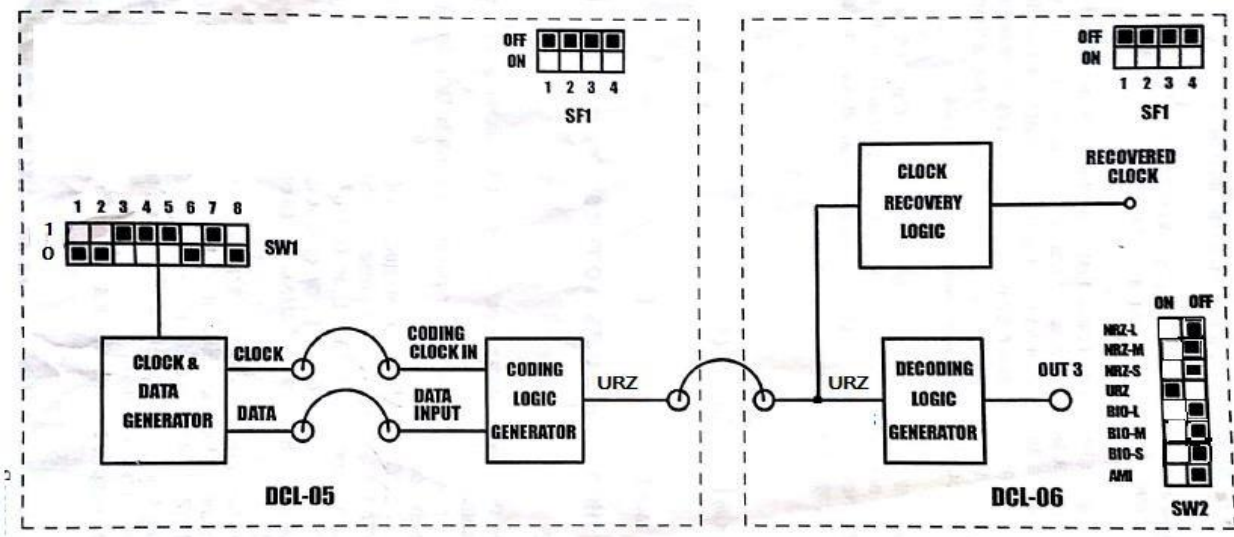 OFF
ON
1 2 3 4
SF1
OFF
ON
1 2 3 4
SF1
CLOCK
RECOVERY
LOGIC
RECOVERED
CLOCK
1 2 3 4 5 6 7 8
1
0
SW1
CLOCK &
DATA
GENERATOR
CLOCK
DATA
CODING
CLOCK IN
DATA
INPUT
CODING
LOGIC
GENERATOR
URZ
URZ
DECODING
LOGIC
GENERATOR
OUT 3
ON OFF
NRZ-L
NRZ-M
NRZ-S
URZ
BIO-L
BIO-M
BIO-S
AMI
SW2
DCL-05
DCL-06